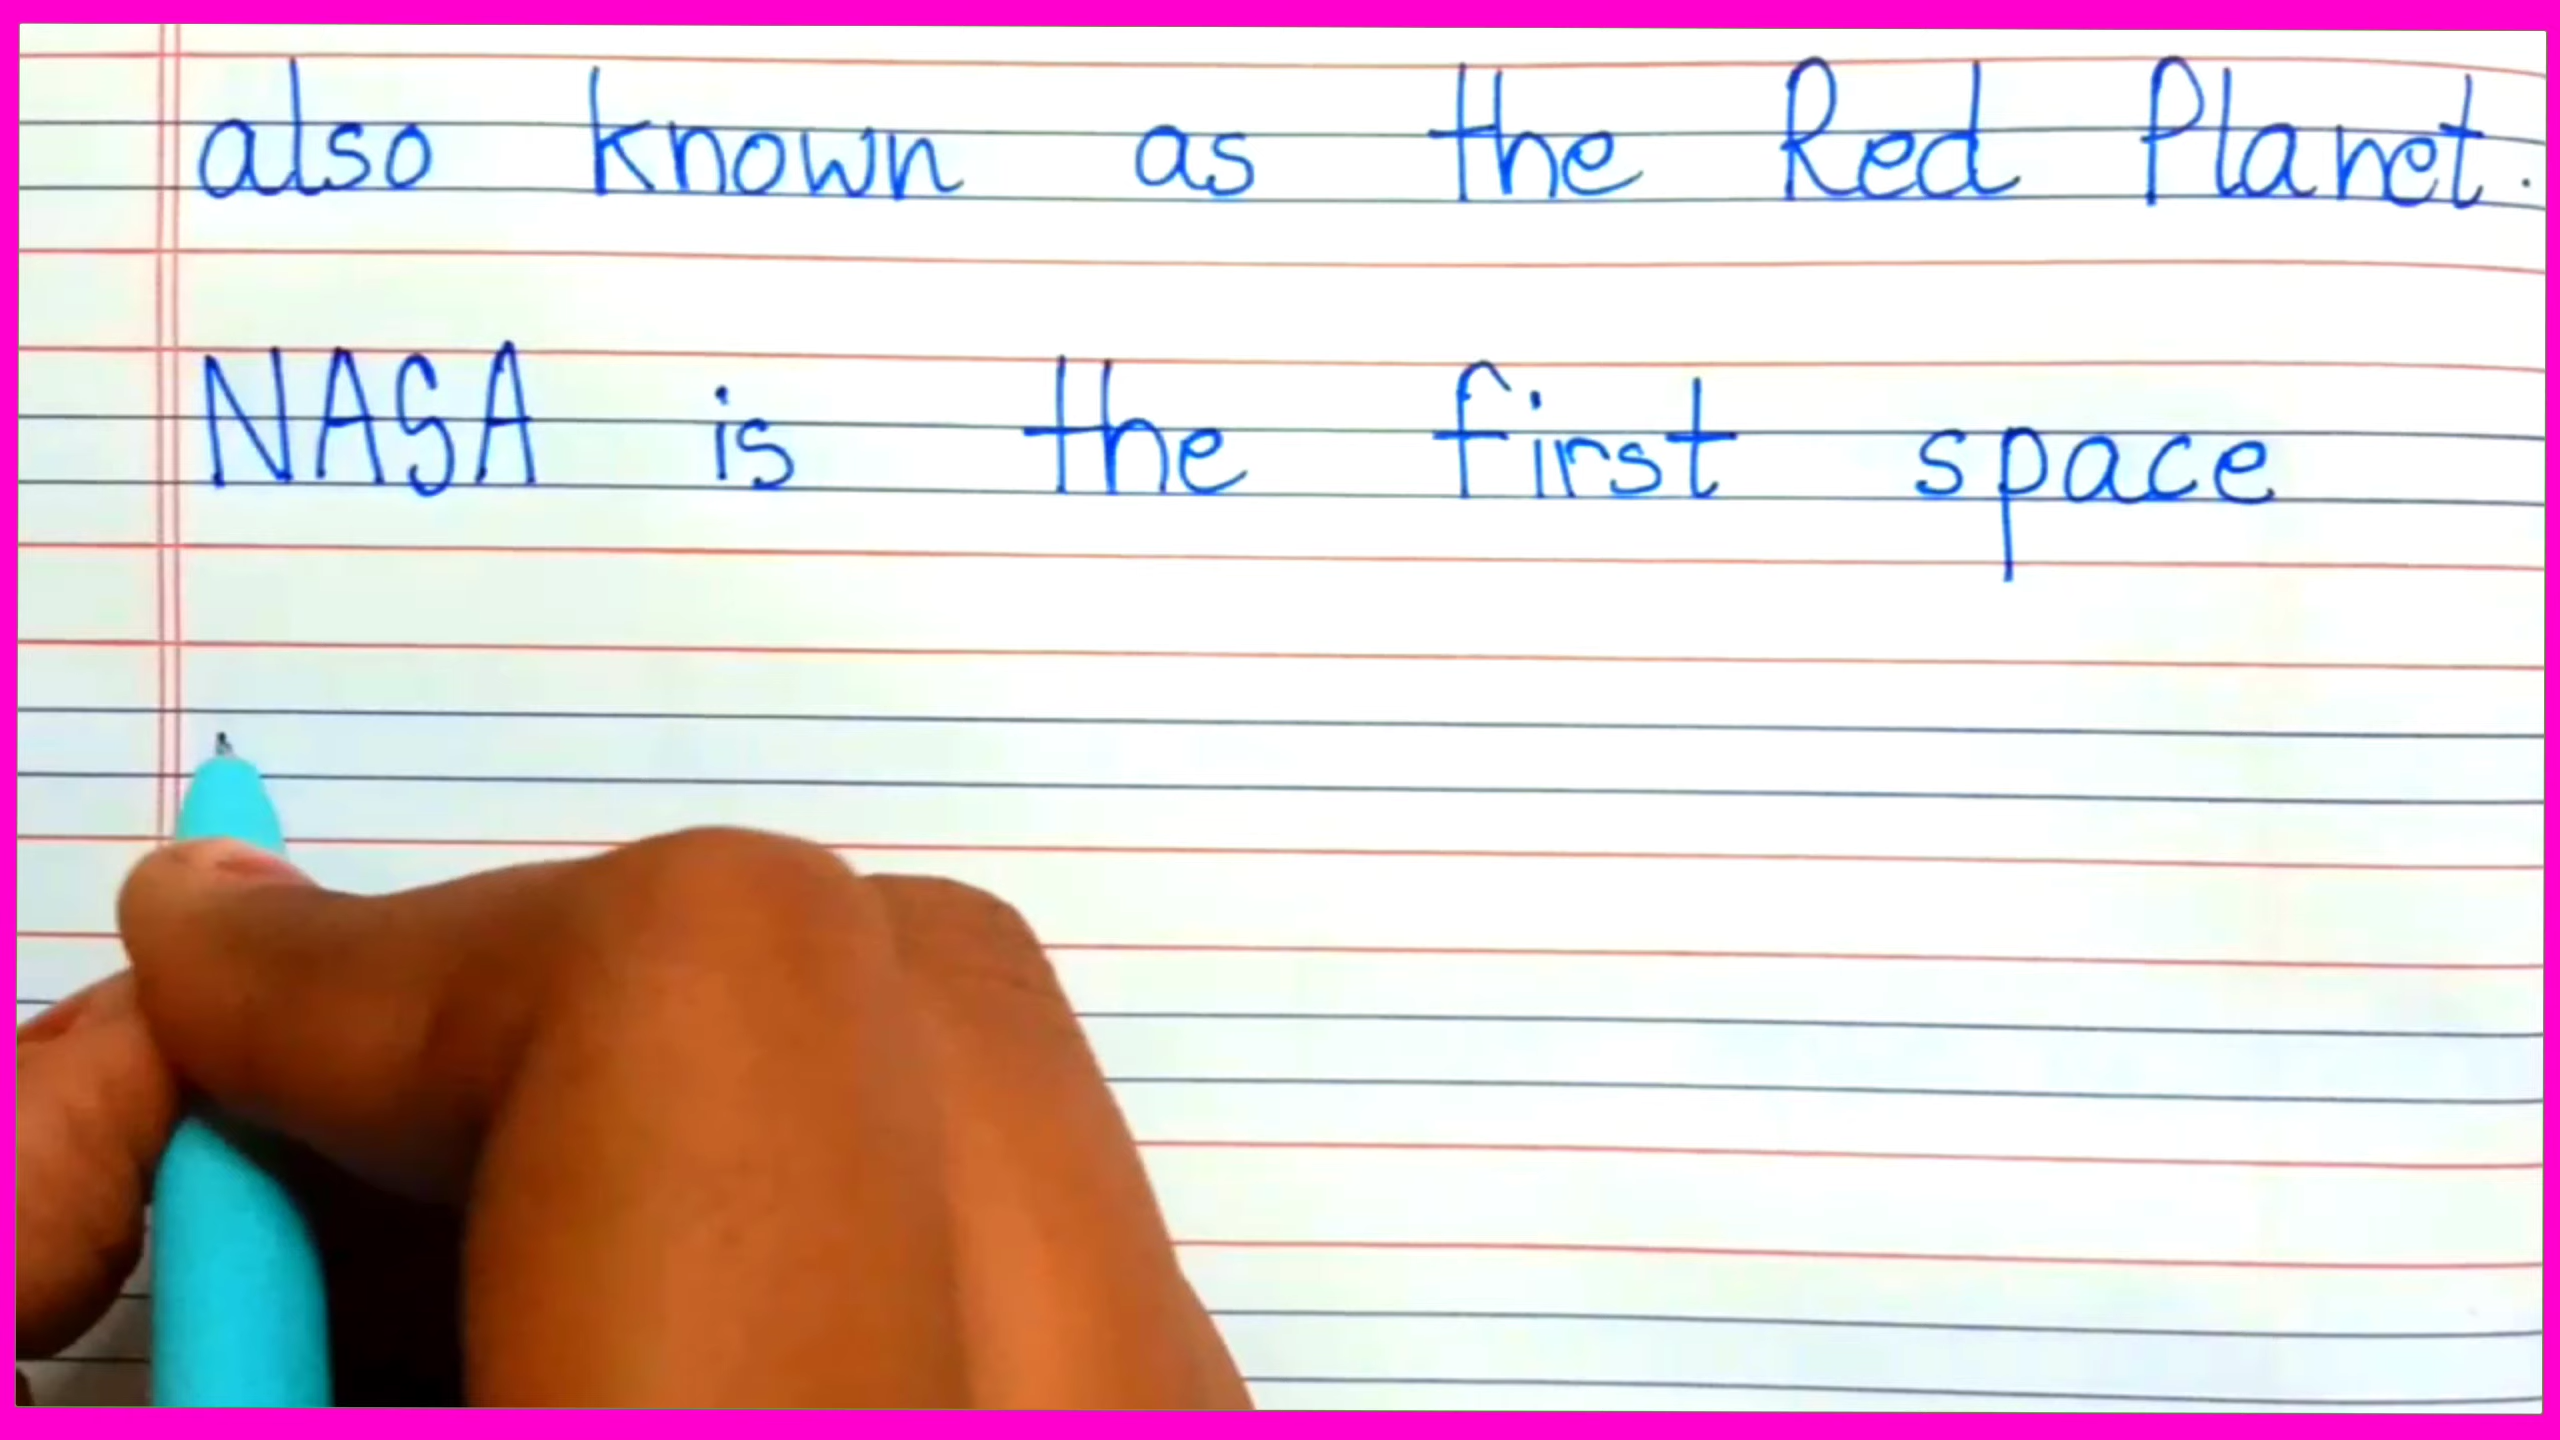 also known as the Red Planet.
NASA is the first space